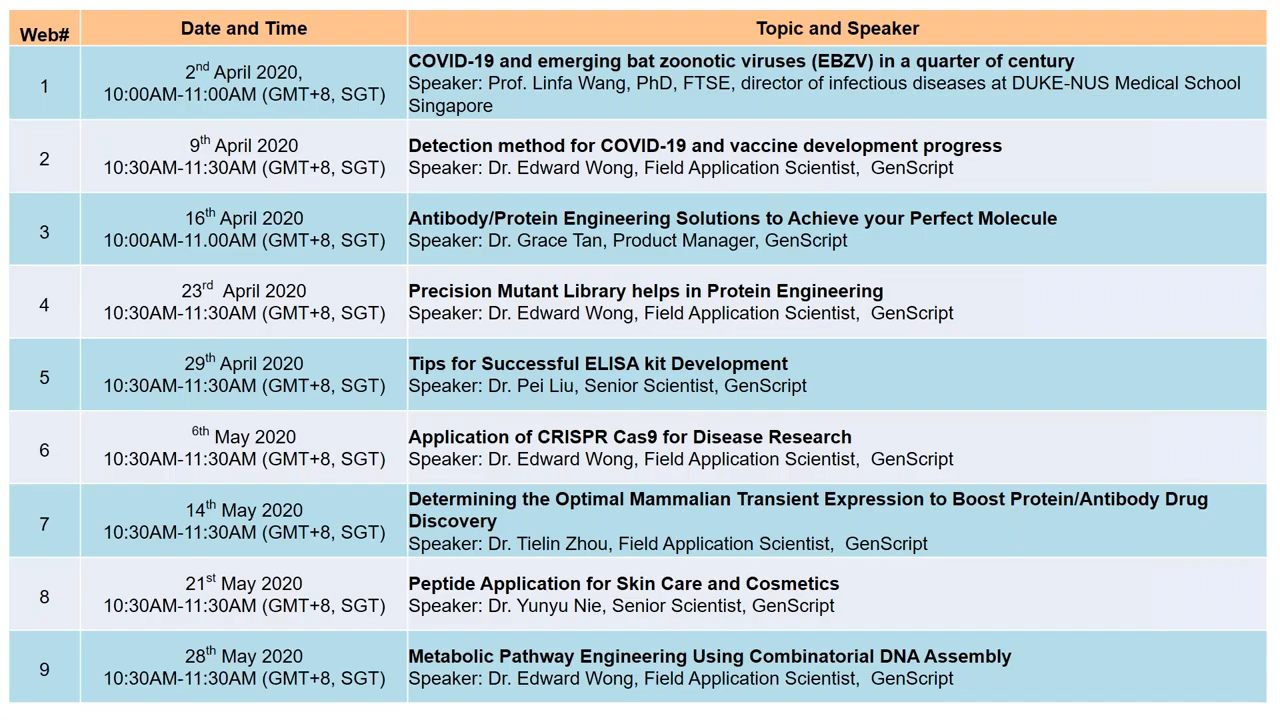 Web#
Date and Time
Topic and Speaker
1
2nd April 2020,
10:00AM-11:00AM (GMT+8, SGT)
COVID-19 and emerging bat zoonotic viruses (EBZV) in a quarter of century
Speaker: Prof. Linfa Wang, PhD, FTSE, director of infectious diseases at DUKE-NUS Medical School
Singapore
2
9th April 2020
10:30AM-11:30AM (GMT+8, SGT)
Detection method for COVID-19 and vaccine development progress
Speaker: Dr. Edward Wong, Field Application Scientist,  GenScript
3
16th April 2020
10:00AM-11.00AM (GMT+8, SGT)
Antibody/Protein Engineering Solutions to Achieve your Perfect Molecule
Speaker: Dr. Grace Tan, Product Manager, GenScript
4
23rd  April 2020
10:30AM-11:30AM (GMT+8, SGT)
Precision Mutant Library helps in Protein Engineering
Speaker: Dr. Edward Wong, Field Application Scientist,  GenScript
5
29th April 2020
10:30AM-11:30AM (GMT+8, SGT)
Tips for Successful ELISA kit Development
Speaker: Dr. Pei Liu, Senior Scientist, GenScript
6
6th May 2020
10:30AM-11:30AM (GMT+8, SGT)
Application of CRISPR Cas9 for Disease Research
Speaker: Dr. Edward Wong, Field Application Scientist,  GenScript
7
14th May 2020
10:30AM-11:30AM (GMT+8, SGT)
Determining the Optimal Mammalian Transient Expression to Boost Protein/Antibody Drug
Discovery
Speaker: Dr. Tielin Zhou, Field Application Scientist,  GenScript
8
21st May 2020
10:30AM-11:30AM (GMT+8, SGT)
Peptide Application for Skin Care and Cosmetics
Speaker: Dr. Yunyu Nie, Senior Scientist, GenScript
9
28th May 2020
10:30AM-11:30AM (GMT+8, SGT)
Metabolic Pathway Engineering Using Combinatorial DNA Assembly
Speaker: Dr. Edward Wong, Field Application Scientist,  GenScript